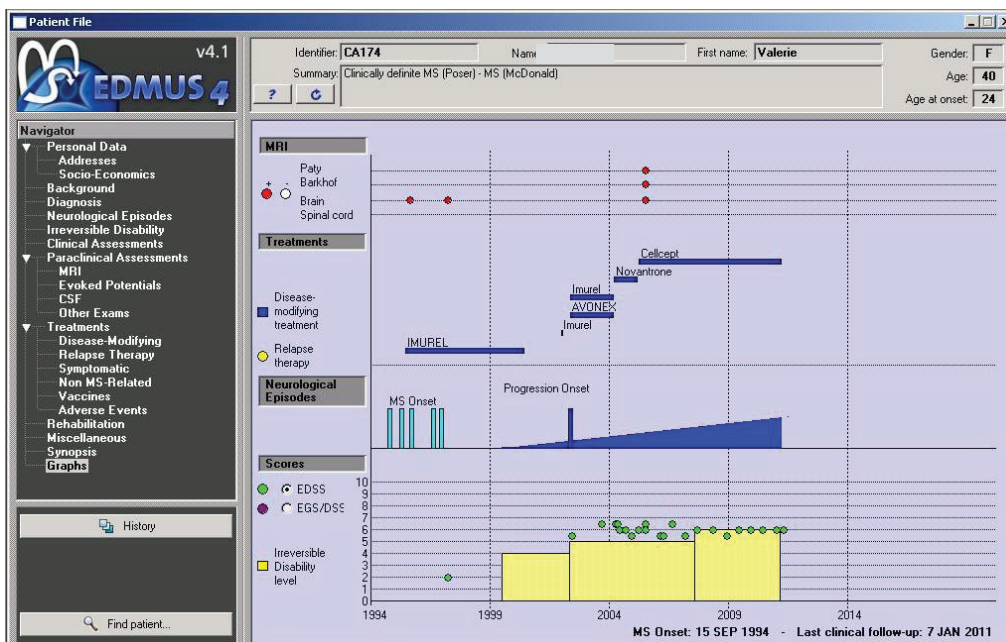 Patient File
v4.1
EDMUS 4
Identifier: CA174 Name First name: Valerie Gender: F
Summary: Clinically definite MS (Poser) - MS (McDonald) Age: 40
? Age at onset: 24
Navigator
Personal Data
Addresses
Socio-Economics
Background
Diagnosis
Neurological Episodes
Irreversible Disability
Clinical Assessments
Paraclinical Assessments
MRI
Evoked Potentials
CSF
Other Exams
Treatments
Disease-Modifying
Relapse Therapy
Symptomatic
Non MS-Related
Vaccines
Adverse Events
Rehabilitation
Miscellaneous
Synopsis
Graphs
History
Find patient...
MRI
Paty
+ - Barkhof
Brain
Spinal cord
Treatments
Disease-
modifying
treatment
Relapse
therapy
Cellcept
Novantrone
Imurel
AVONEX
Imurel
IMUREL
Neurological
Episodes
MS Onset
Progression Onset
Scores
EDSS
EGS/DSS
Irreversible
Disability
level
10
9
8
7
6
5
4
3
2
1
0
1994 1999 2004 2009 2014
MS Onset: 15 SEP 1994 - Last clinical follow-up: 7 JAN 2011